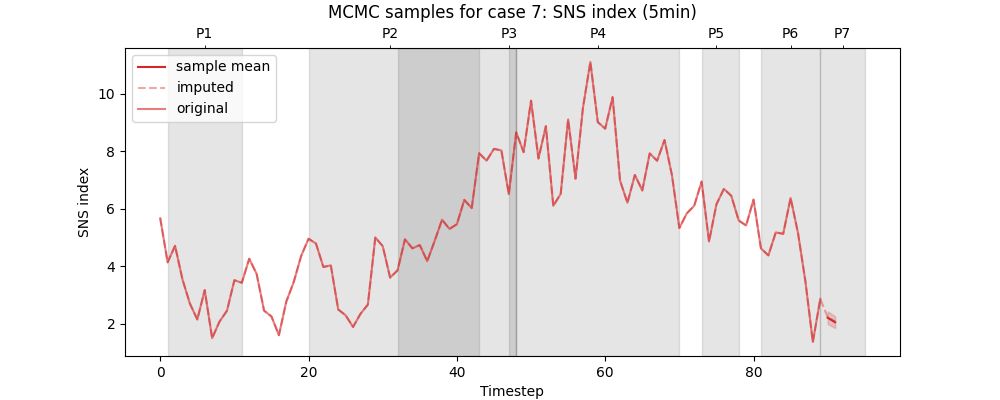 MCMC samples for case 7: SNS index (5min)
P1 P2 P3 P4 P5 P6 P7
sample mean
imputed
original
10
8
6
4
2
SNS index
0 20 40 60 80
Timestep